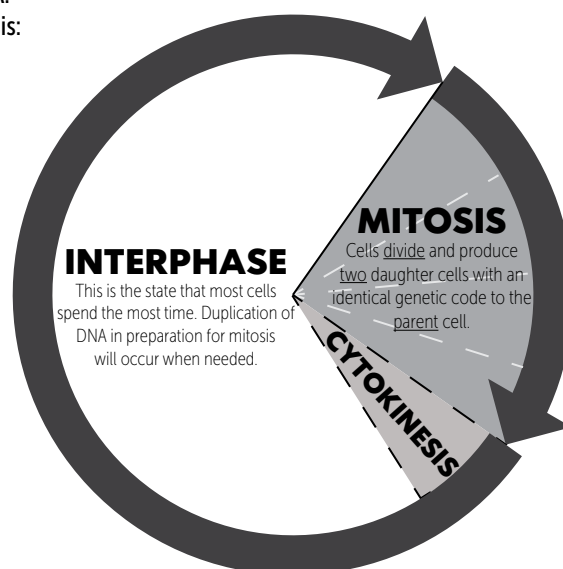 is:
INTERPHASE
This is the state that most cells
spend the most time. Duplication of
DNA in preparation for mitosis
will occur when needed.
MITOSIS
Cells divide and produce
two daughter cells with an
identical genetic code to the
parent cell.
CYTOKINESIS